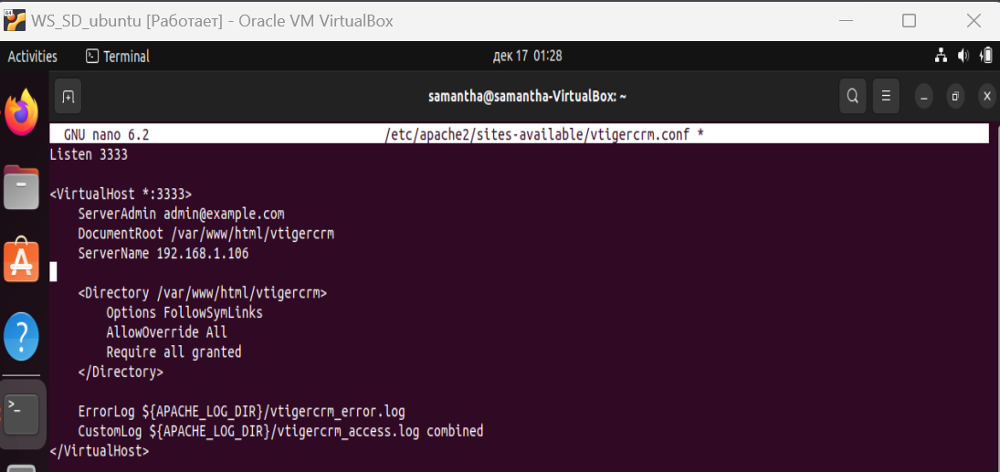 WS_SD_ubuntu [Работает] - Oracle VM VirtualBox
Activities Terminal дек 17 01:28
samantha@samantha-VirtualBox: ~
GNU nano 6.2 /etc/apache2/sites-available/vtigercrm.conf *
Listen 3333
<VirtualHost *:3333>
ServerAdmin admin@example.com
DocumentRoot /var/www/html/vtigercrm
ServerName 192.168.1.106
<Directory /var/www/html/vtigercrm>
Options FollowSymLinks
AllowOverride All
Require all granted
</Directory>
ErrorLog ${APACHE_LOG_DIR}/vtigercrm_error.log
CustomLog ${APACHE_LOG_DIR}/vtigercrm_access.log combined
</VirtualHost>